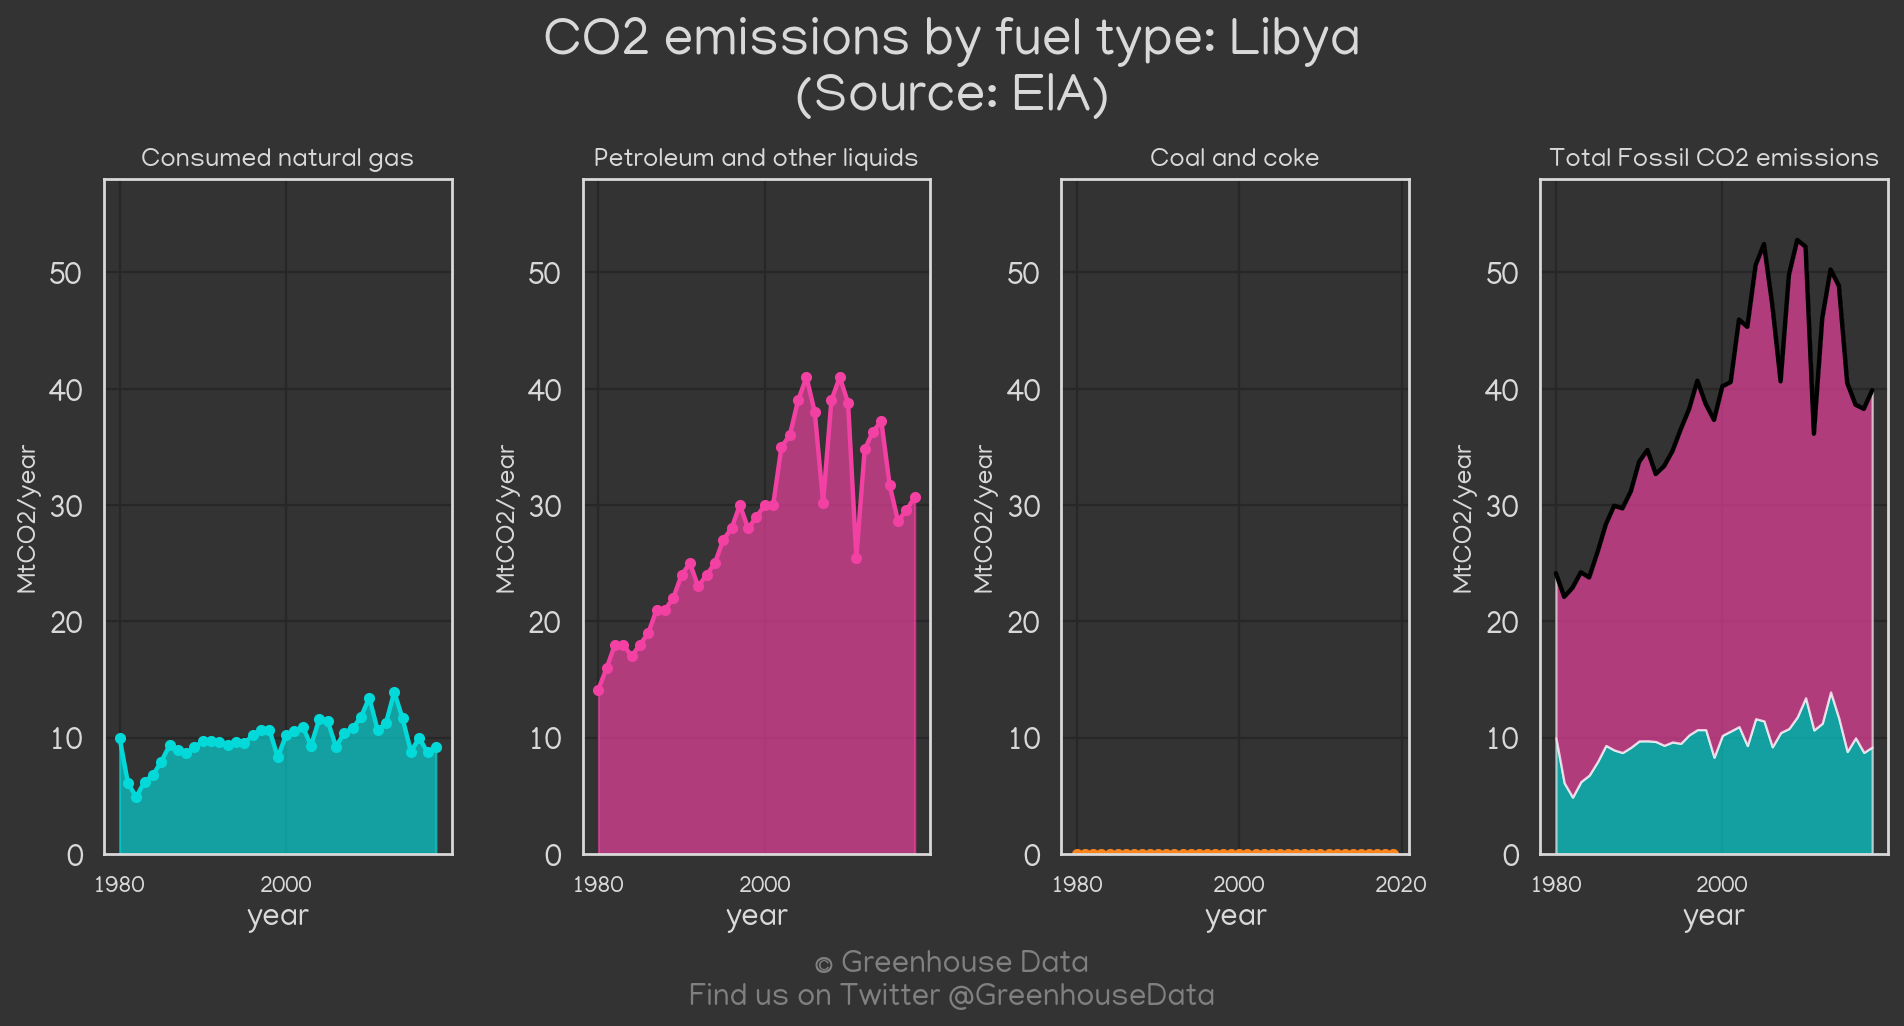 CO2 emissions by fuel type: Libya
(Source: EIA)
Consumed natural gas
Petroleum and other liquids
Coal and coke
Total Fossil CO2 emissions
MtCO2/year
50
40
30
20
10
0
1980 2000
year
MtCO2/year
50
40
30
20
10
0
1980 2000
year
MtCO2/year
50
40
30
20
10
0
1980 2000 2020
year
MtCO2/year
50
40
30
20
10
0
1980 2000
year
© Greenhouse Data
Find us on Twitter @GreenhouseData